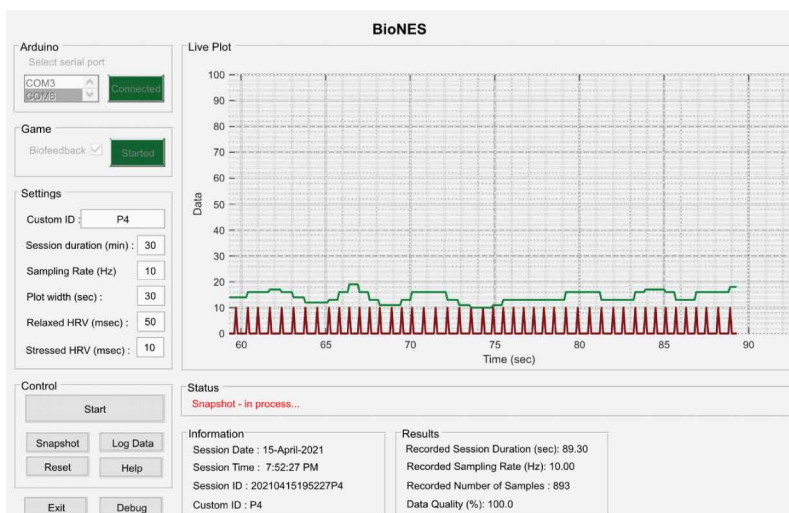 BioNES
Arduino
Select serial port
COM3
COM6
Connected
Game
Biofeedback
Started
Settings
Custom ID : P4
Session duration (min) : 30
Sampling Rate (Hz) 10
Plot width (sec) : 30
Relaxed HRV (msec) : 50
Stressed HRV (msec) : 10
Control
Start
Snapshot Log Data
Reset Help
Exit Debug
Live Plot
100
90
80
70
60
50
40
30
20
10
0
Data
60 65 70 75 80 85 90
Time (sec)
Status
Snapshot - in process...
Information
Session Date : 15-April-2021
Session Time : 7:52:27 PM
Session ID : 20210415195227P4
Custom ID : P4
Results
Recorded Session Duration (sec): 89.30
Recorded Sampling Rate (Hz): 10.00
Recorded Number of Samples : 893
Data Quality (%): 100.0